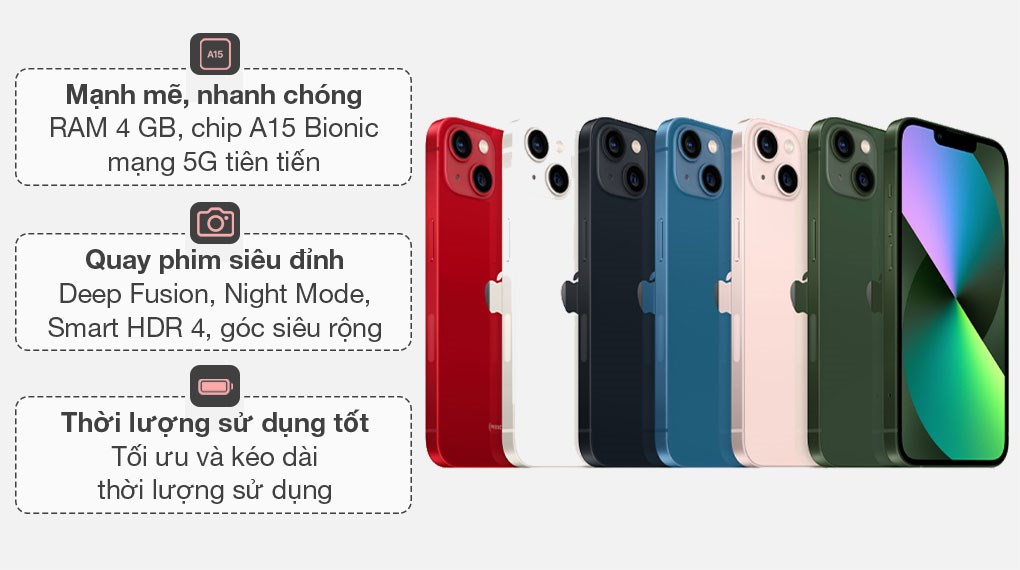 A15
Mạnh mẽ, nhanh chóng
RAM 4 GB, chip A15 Bionic
mạng 5G tiên tiến
Quay phim siêu đỉnh
Deep Fusion, Night Mode,
Smart HDR 4, góc siêu rộng
Thời lượng sử dụng tốt
Tối ưu và kéo dài
thời lượng sử dụng